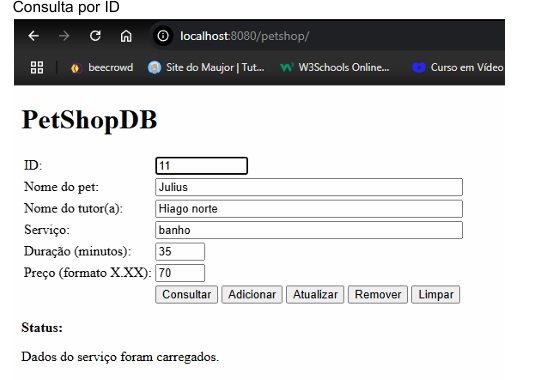 Consulta por ID
localhost:8080/petshop/
beecrowd Site do Maujor | Tut... W3Schools Online... Curso em Vídeo
PetShopDB
ID: 11
Nome do pet: Julius
Nome do tutor(a): Hiago norte
Serviço: banho
Duração (minutos): 35
Preço (formato X.XX): 70
Consultar Adicionar Atualizar Remover Limpar
Status:
Dados do serviço foram carregados.